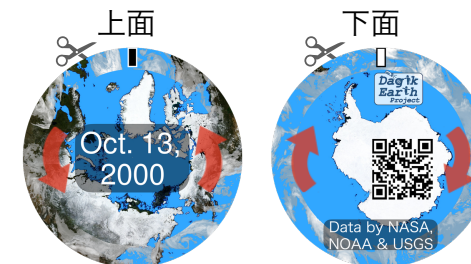 上面
下面
Dagik
Earth
Project
Oct. 13,
2000
Data by NASA,
NOAA & USGS